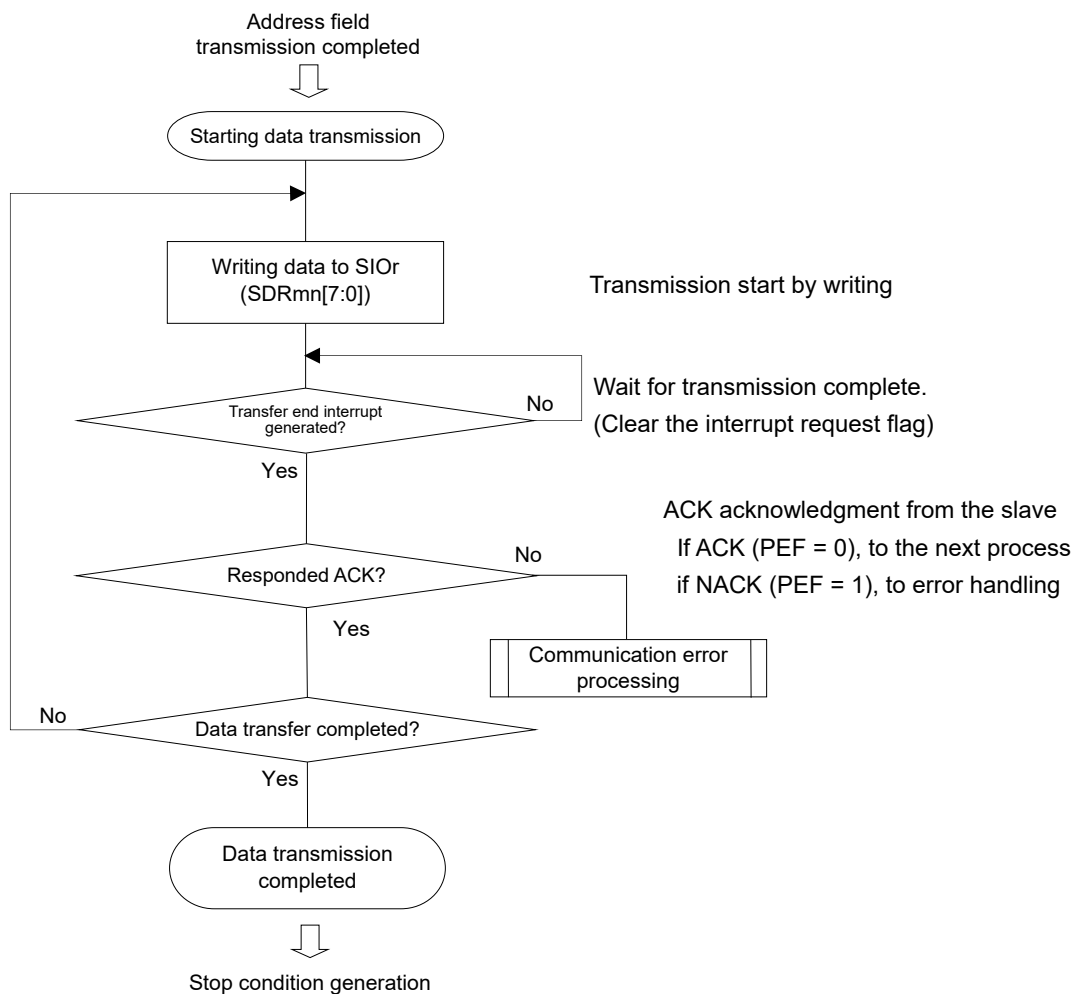 Address field
transmission completed
Starting data transmission
Writing data to SIOr
(SDRmn[7:0])
Transmission start by writing
Transfer end interrupt
generated?
No
Wait for transmission complete.
(Clear the interrupt request flag)
Yes
ACK acknowledgment from the slave
If ACK (PEF = 0), to the next process
if NACK (PEF = 1), to error handling
Responded ACK?
No
Yes
Communication error
processing
Data transfer completed?
No
Yes
Data transmission
completed
Stop condition generation